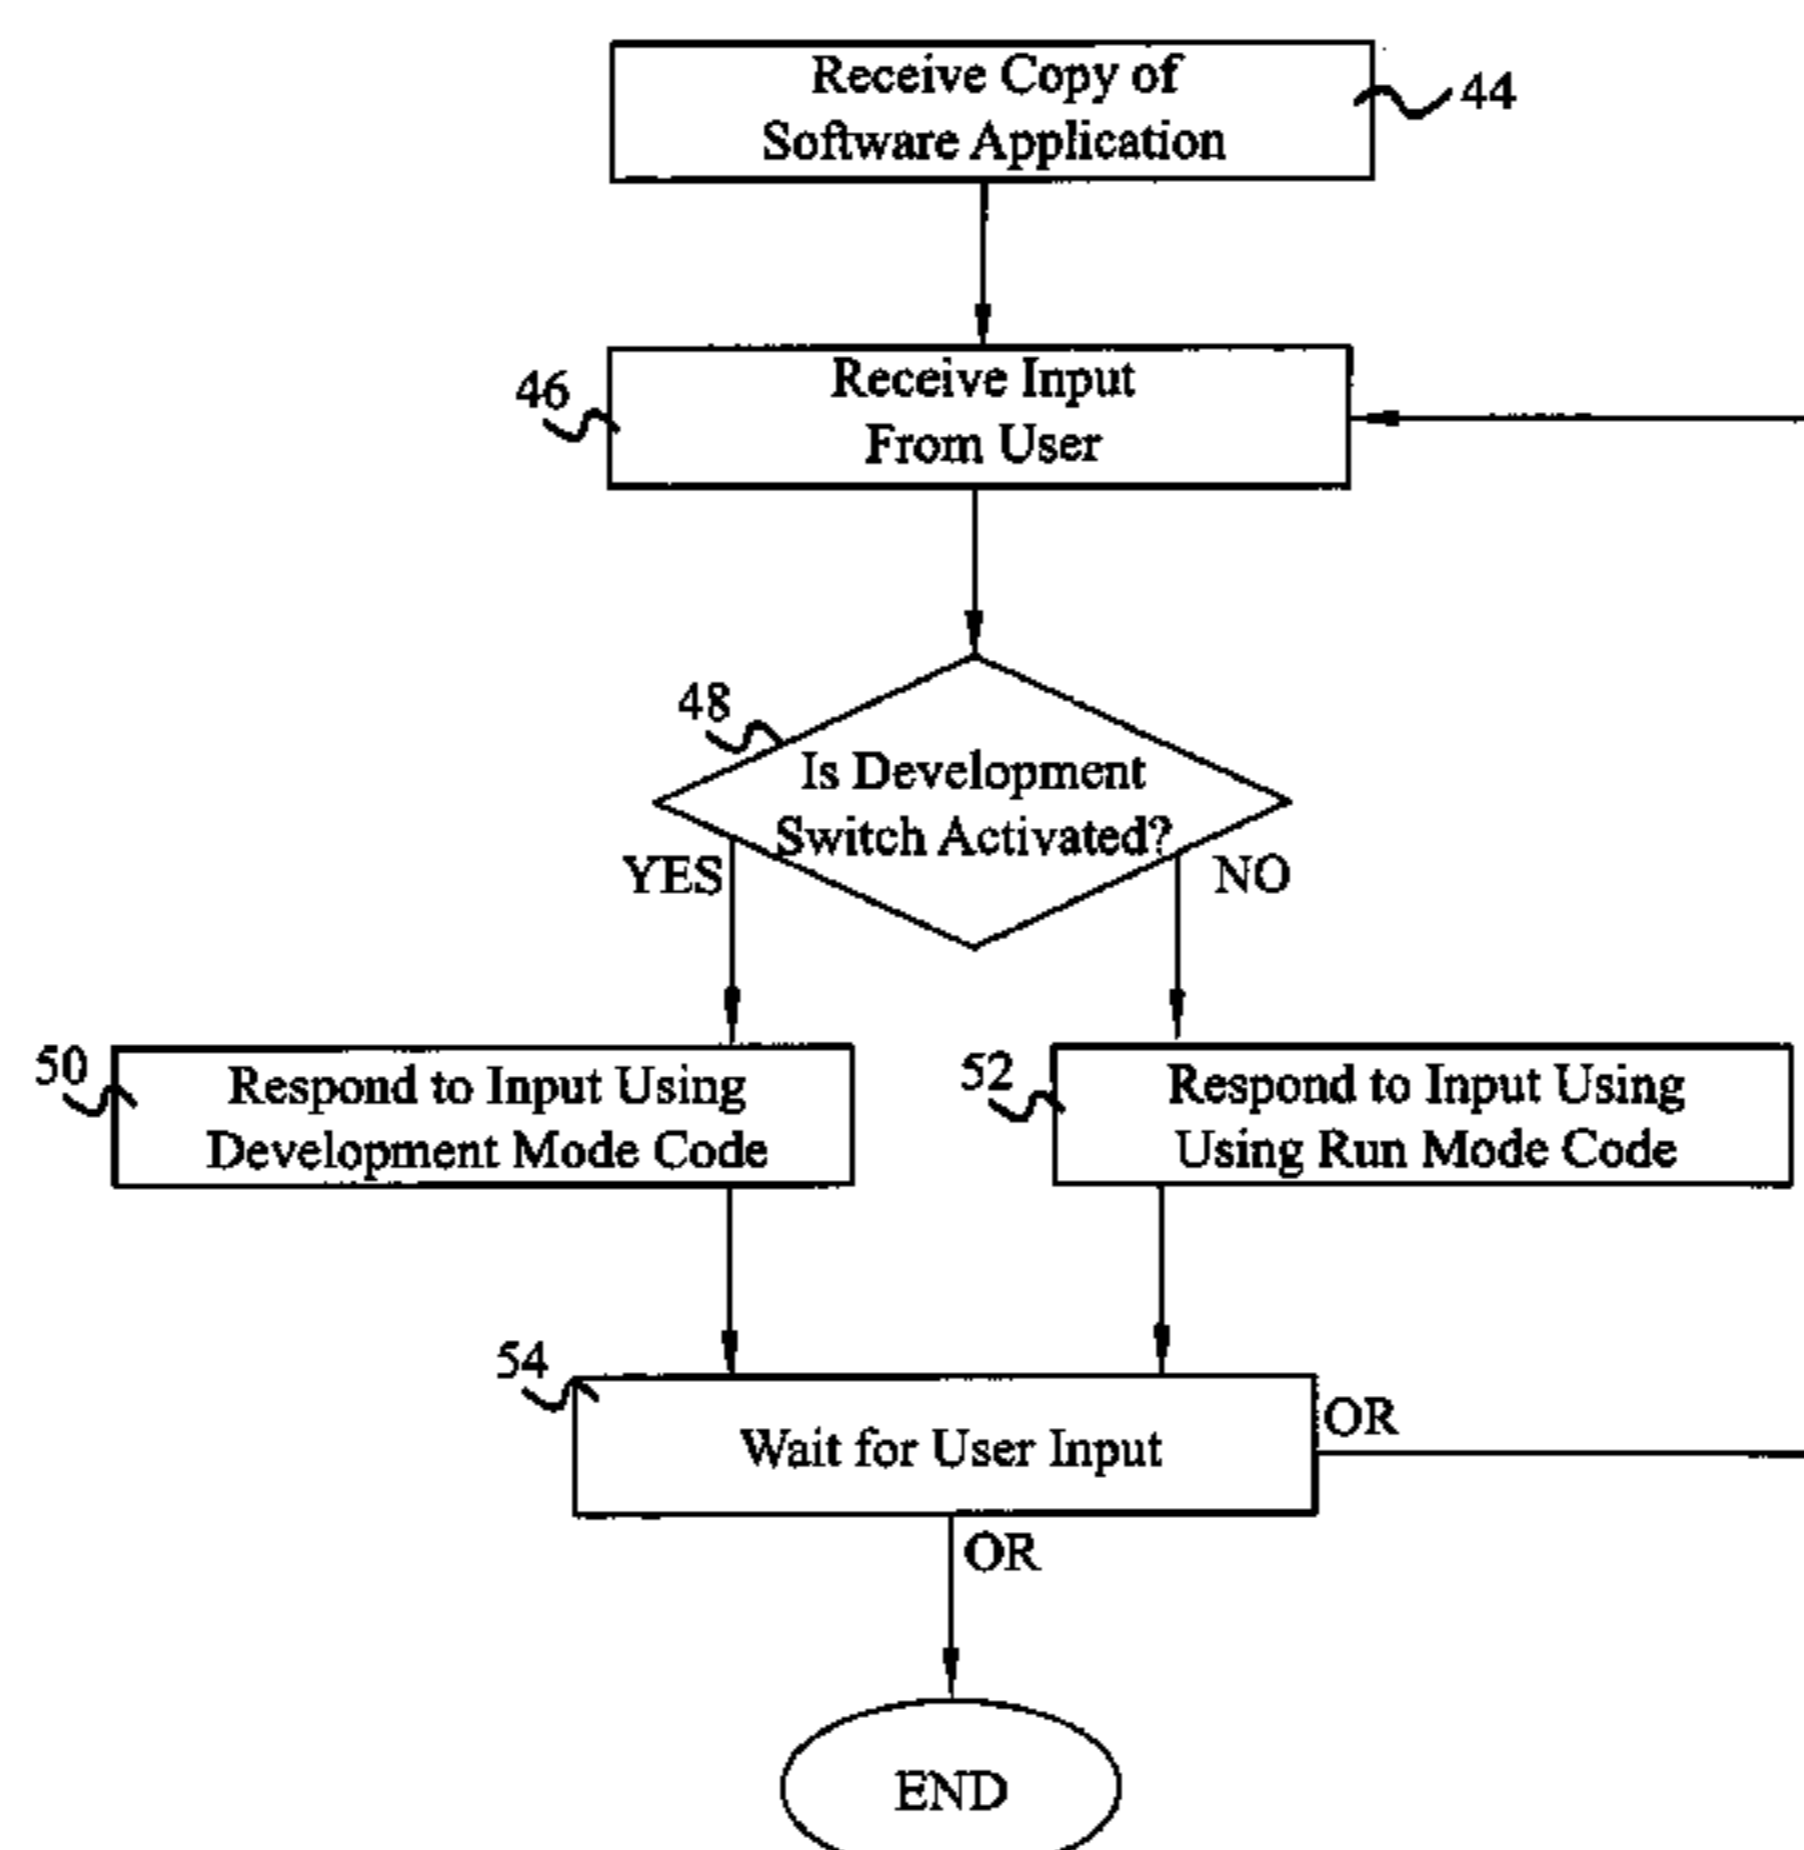 Receive Copy of
Software Application
44
46
Receive Input
From User
48
Is Development
Switch Activated?
YES
NO
50
Respond to Input Using
Development Mode Code
52
Respond to Input Using
Using Run Mode Code
54
Wait for User Input
OR
OR
END